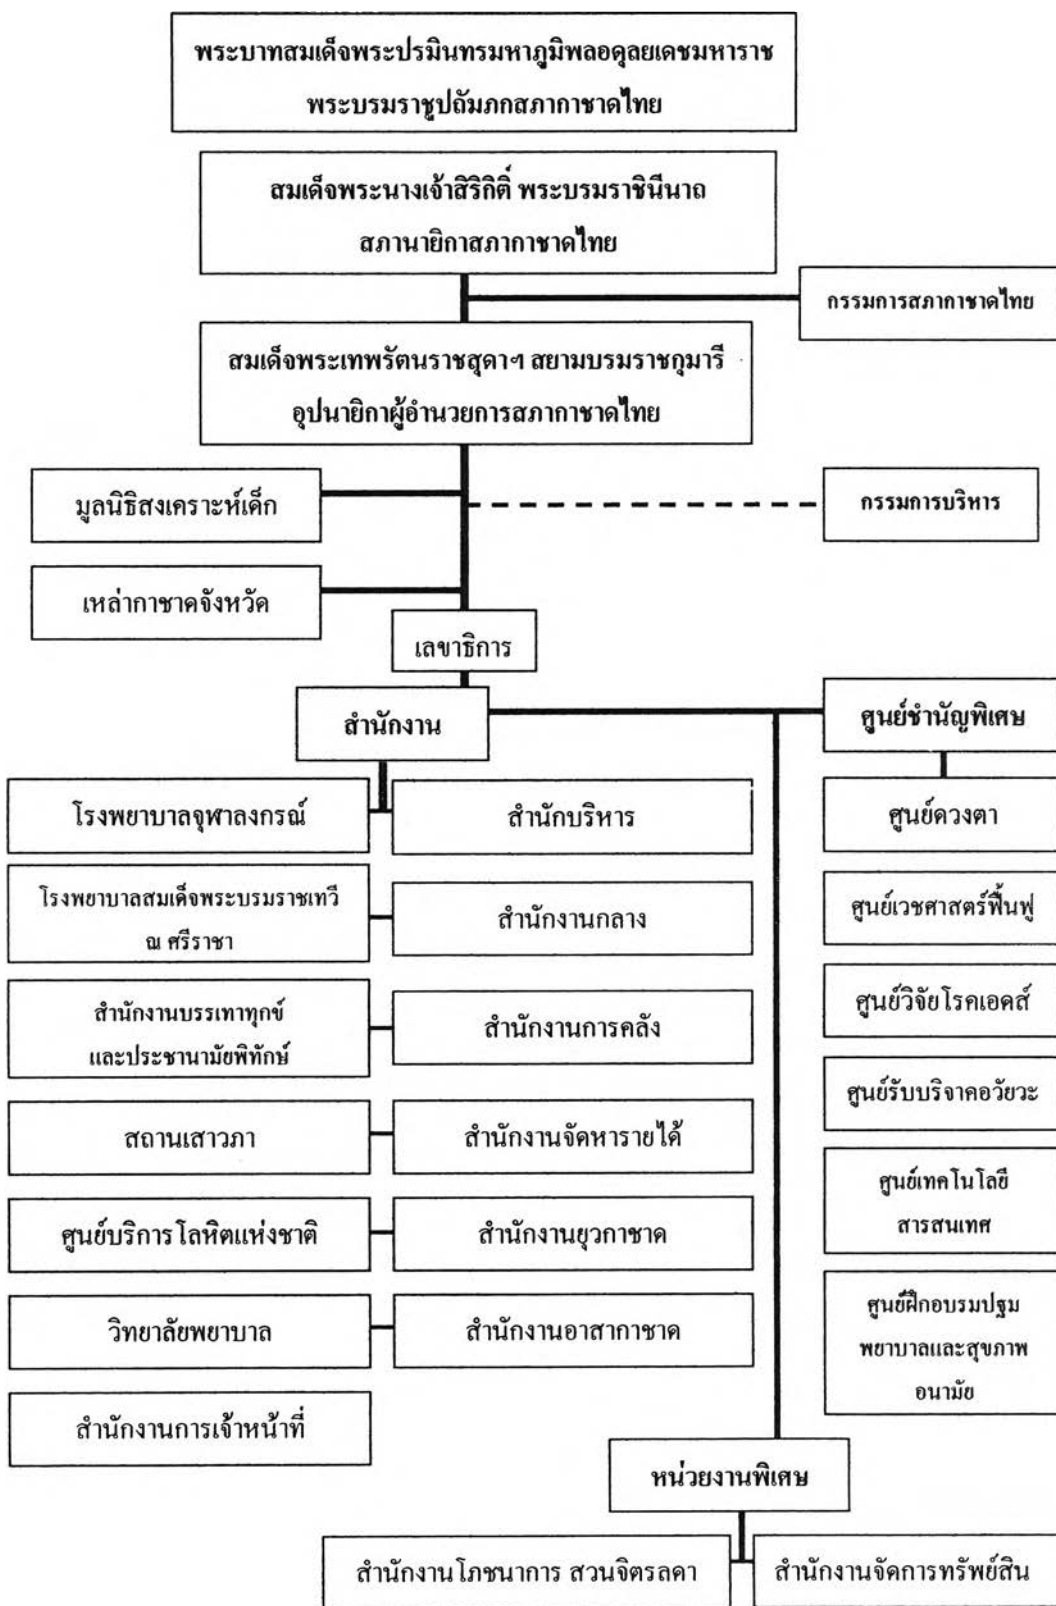 พระบาทสมเด็จพระปรมินทรมหาภูมิพลอดุลยเดชมหาราช
พระบรมราชูปถัมภกสภากาชาดไทย
สมเด็จพระนางเจ้าสิริกิติ์ พระบรมราชินีนาถ
สภานายิกาสภากาชาดไทย
กรรมการสภากาชาดไทย
สมเด็จพระเทพรัตนราชสุดาฯ สยามบรมราชกุมารี
อุปนายิกาผู้อำนวยการสภากาชาดไทย
มูลนิธิสงเคราะห์เด็ก
กรรมการบริหาร
เหล่ากาชาดจังหวัด
เลขาธิการ
สำนักงาน
ศูนย์ชำนัญพิเศษ
โรงพยาบาลจุฬาลงกรณ์
สำนักบริหาร
ศูนย์ดวงตา
โรงพยาบาลสมเด็จพระบรมราชเทวี
ณ ศรีราชา
สำนักงานกลาง
ศูนย์เวชศาสตร์ฟื้นฟู
สำนักงานบรรเทาทุกข์
และประชานามัยพิทักษ์
สำนักงานการคลัง
ศูนย์วิจัยโรคเอดส์
ศูนย์รับบริจาคอวัยวะ
สถานเสาวภา
สำนักงานจัดหารายได้
ศูนย์เทคโนโลยี
สารสนเทศ
ศูนย์บริการโลหิตแห่งชาติ
สำนักงานยุวกาชาด
ศูนย์ฝึกอบรมปฐม
พยาบาลและสุขภาพ
อนามัย
วิทยาลัยพยาบาล
สำนักงานอาสากาชาด
สำนักงานการเจ้าหน้าที่
หน่วยงานพิเศษ
สำนักงานโภชนาการ สวนจิตรลดา
สำนักงานจัดการทรัพย์สิน